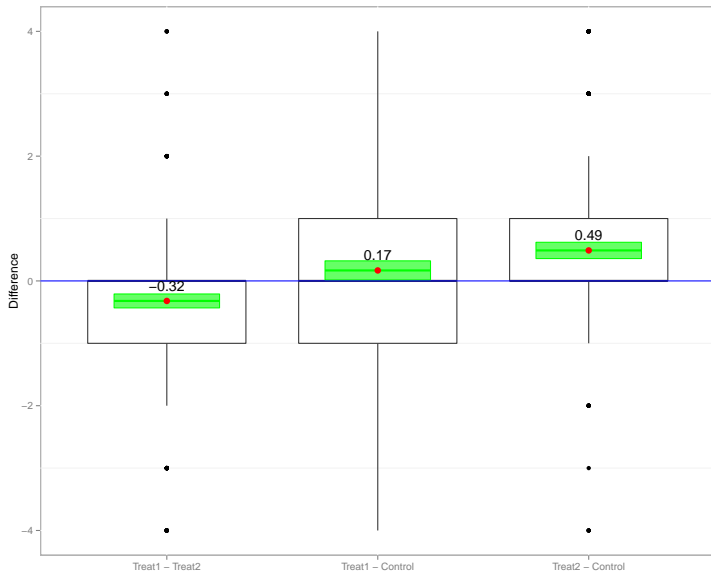 4
2
0
−2
−4
Difference
−0.32
0.17
0.49
Treat1 − Treat2
Treat1 − Control
Treat2 − Control